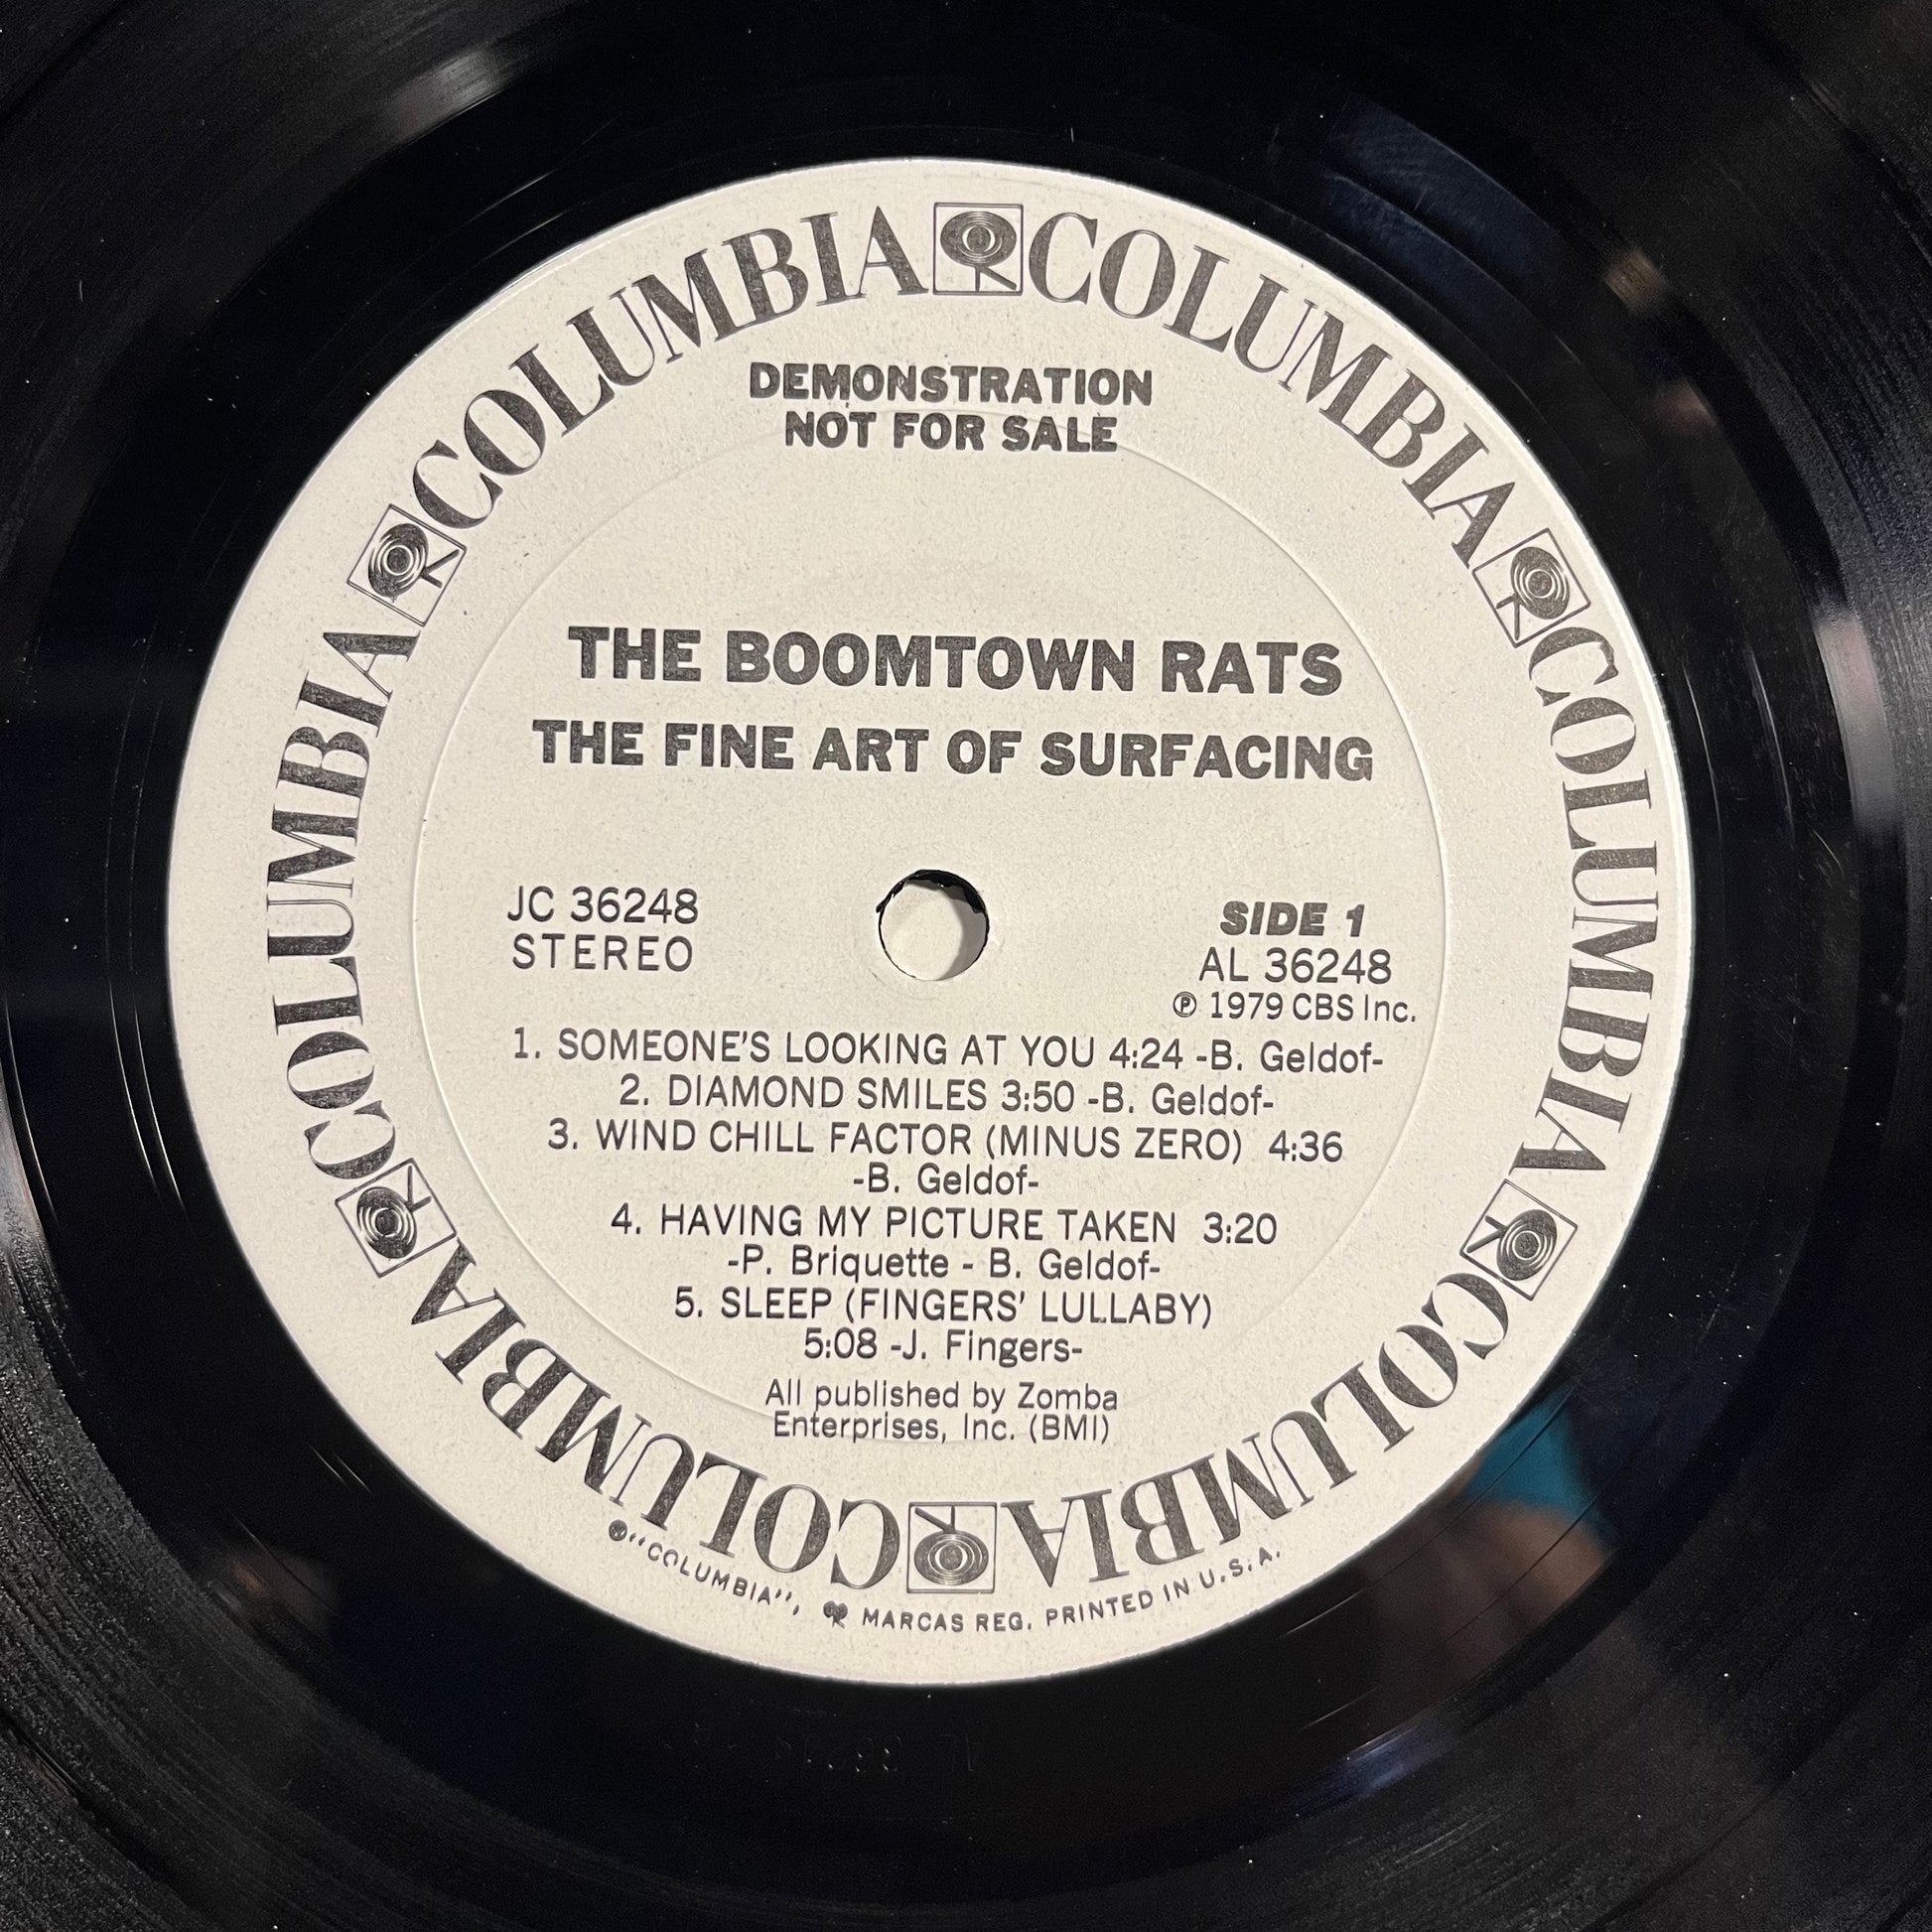 COLUMBIA COLUMBIA COLUMBIA COLUMBIA COLUMBIA COLUMBIA
DEMONSTRATION
NOT FOR SALE
THE BOOMTOWN RATS
THE FINE ART OF SURFACING
JC 36248
STEREO
SIDE 1
AL 36248
℗ 1979 CBS Inc.
1. SOMEONE'S LOOKING AT YOU 4:24 -B. Geldof-
2. DIAMOND SMILES 3:50 -B. Geldof-
3. WIND CHILL FACTOR (MINUS ZERO) 4:36
-B. Geldof-
4. HAVING MY PICTURE TAKEN 3:20
-P. Briquette - B. Geldof-
5. SLEEP (FINGERS' LULLABY)
5:08 -J. Fingers-
All published by Zomba
Enterprises, Inc. (BMI)
®"COLUMBIA", MARCAS REG. PRINTED IN U.S.A.